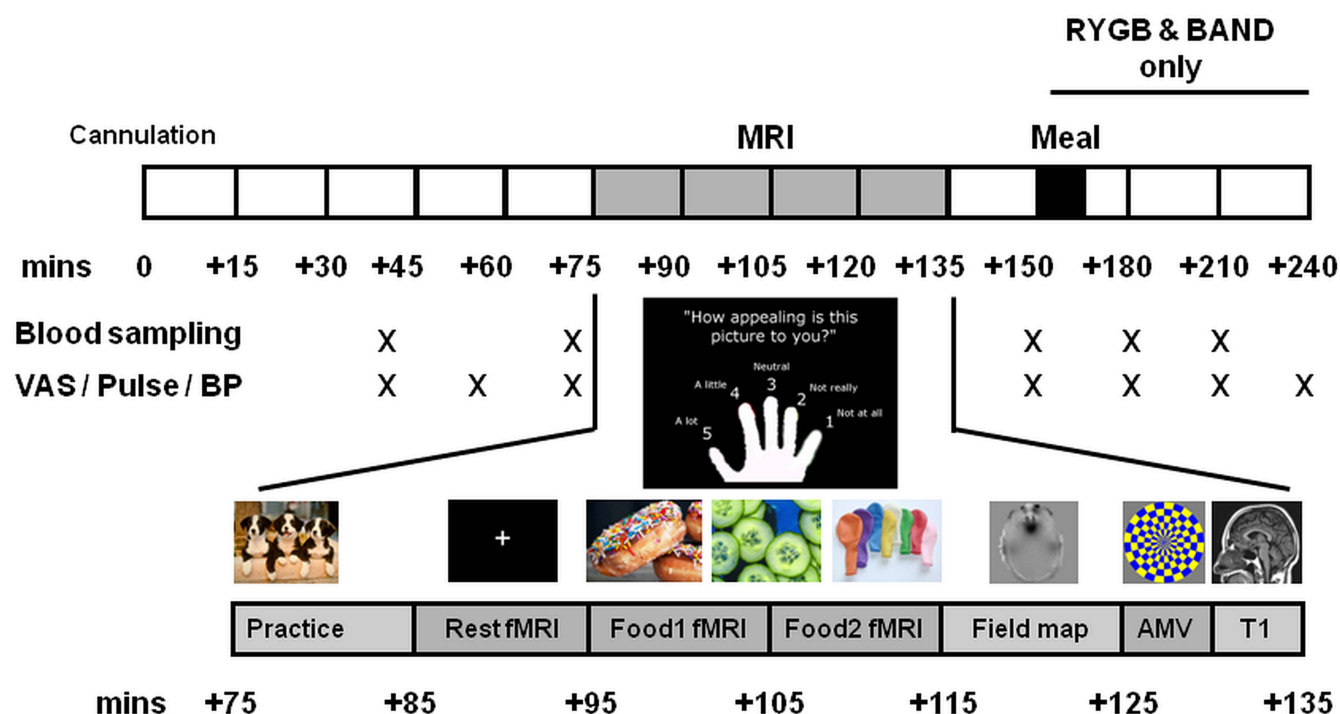 RYGB & BAND
only
Cannulation MRI Meal
mins 0 +15 +30 +45 +60 +75 +90 +105 +120 +135 +150 +180 +210 +240
"How appealing is this
picture to you?"
Blood sampling X X X X X
VAS / Pulse / BP X X X X X X X
Neutral
3
A little
4
Not really
2
Not at all
1
A lot
5
+
Practice Rest fMRI Food1 fMRI Food2 fMRI Field map AMV T1
mins +75 +85 +95 +105 +115 +125 +135